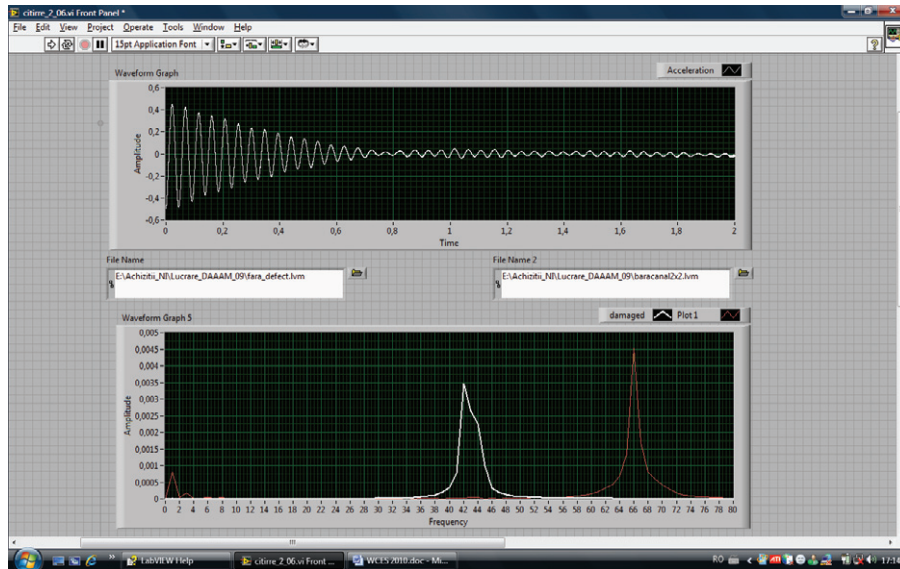 citirre_2_06.vi Front Panel *
File Edit View Project Operate Tools Window Help
15pt Application Font
Waveform Graph
Acceleration
0,6
0,4
0,2
0
-0,2
-0,4
-0,6
Amplitude
0 0,2 0,4 0,6 0,8 1 1,2 1,4 1,6 1,8 2
Time
File Name
E:\Achizitii_NI\Lucrare_DAAAM_09\fara_defect.lvm
File Name 2
E:\Achizitii_NI\Lucrare_DAAAM_09\baracanal2x2.lvm
Waveform Graph 5
damaged Plot 1
0,005
0,0045
0,004
0,0035
0,003
0,0025
0,002
0,0015
0,001
0,0005
0
Amplitude
0 2 4 6 8 10 12 14 16 18 20 22 24 26 28 30 32 34 36 38 40 42 44 46 48 50 52 54 56 58 60 62 64 66 68 70 72 74 76 78 80
Frequency
LabVIEW Help
citirre_2_06.vi Front ...
WCES 2010.doc - Mi...
RO
17:14